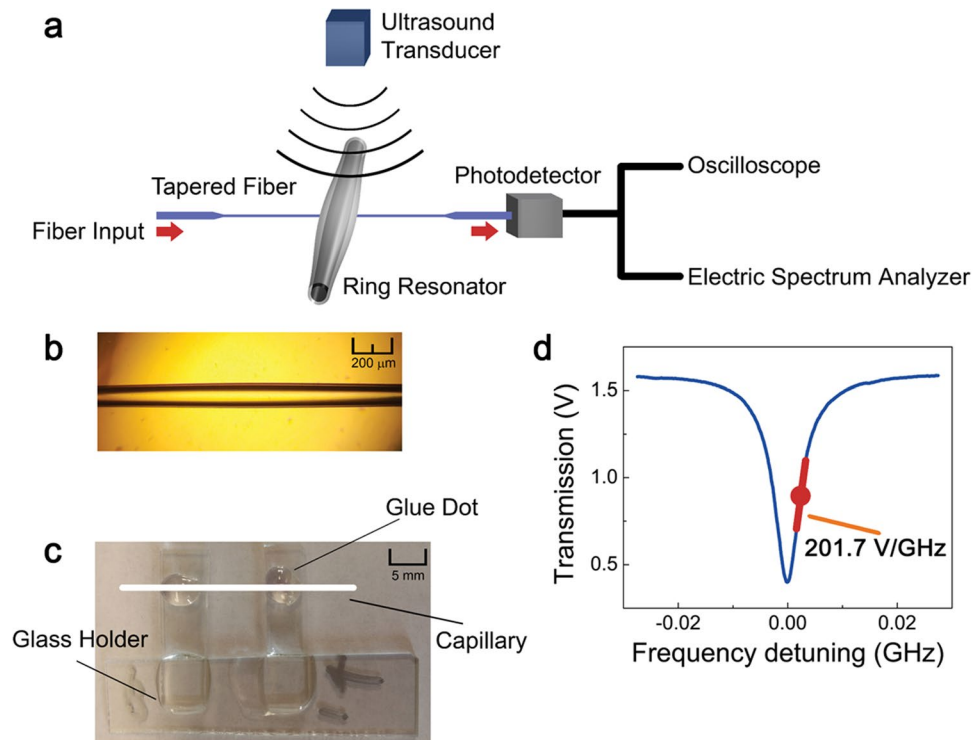 a
Ultrasound
Transducer
Tapered Fiber
Photodetector
Oscilloscope
Fiber Input
Ring Resonator
Electric Spectrum Analyzer
b
200 μm
c
Glue Dot
5 mm
Glass Holder
Capillary
d
Transmission (V)
1.5
1.0
0.5
201.7 V/GHz
-0.02
0.00
0.02
Frequency detuning (GHz)